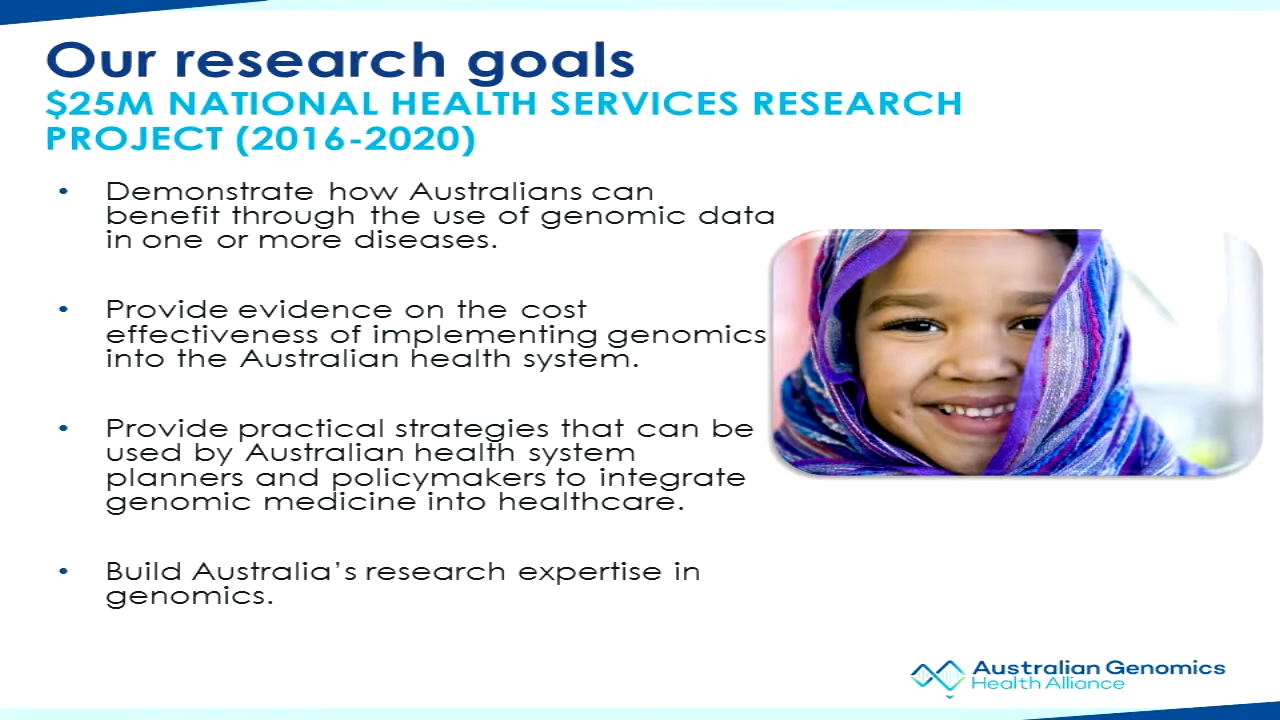 Our research goals
$25M NATIONAL HEALTH SERVICES RESEARCH
PROJECT (2016-2020)
• Demonstrate how Australians can
benefit through the use of genomic data
in one or more diseases.
• Provide evidence on the cost
effectiveness of implementing genomics
into the Australian health system.
• Provide practical strategies that can be
used by Australian health system
planners and policymakers to integrate
genomic medicine into healthcare.
• Build Australia’s research expertise in
genomics.
Australian Genomics
Health Alliance